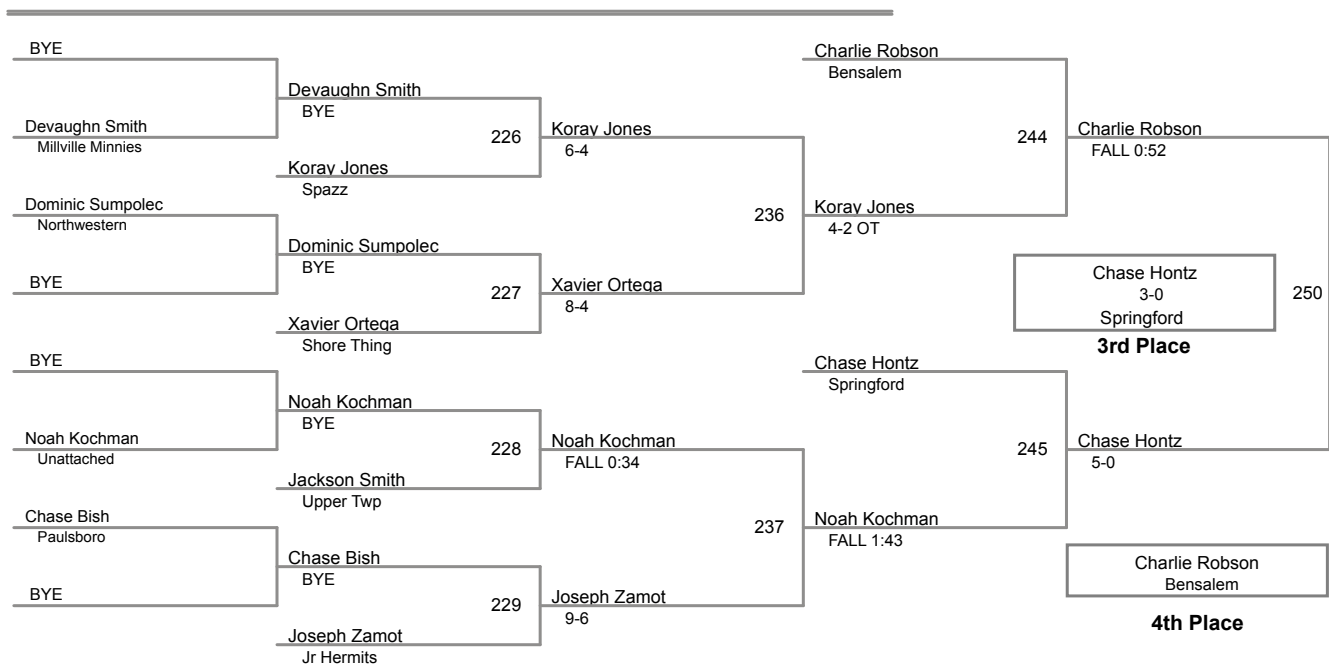 BYE
Devaughn Smith
Millville Minnies
Dominic Sumpolec
Northwestern
BYE
BYE
Noah Kochman
Unattached
Chase Bish
Paulsboro
BYE
Devaughn Smith
BYE
226
Koray Jones
Spazz
Dominic Sumpolec
BYE
227
Xavier Ortega
Shore Thing
Noah Kochman
BYE
228
Jackson Smith
Upper Twp
Chase Bish
BYE
229
Joseph Zamot
Jr Hermits
Koray Jones
6-4
236
Xavier Ortega
8-4
Noah Kochman
FALL 0:34
237
Joseph Zamot
9-6
Charlie Robson
Bensalem
244
Koray Jones
4-2 OT
Chase Hontz
Springford
245
Noah Kochman
FALL 1:43
Charlie Robson
FALL 0:52
Chase Hontz
3-0
Springford
250
3rd Place
Chase Hontz
5-0
Charlie Robson
Bensalem
4th Place